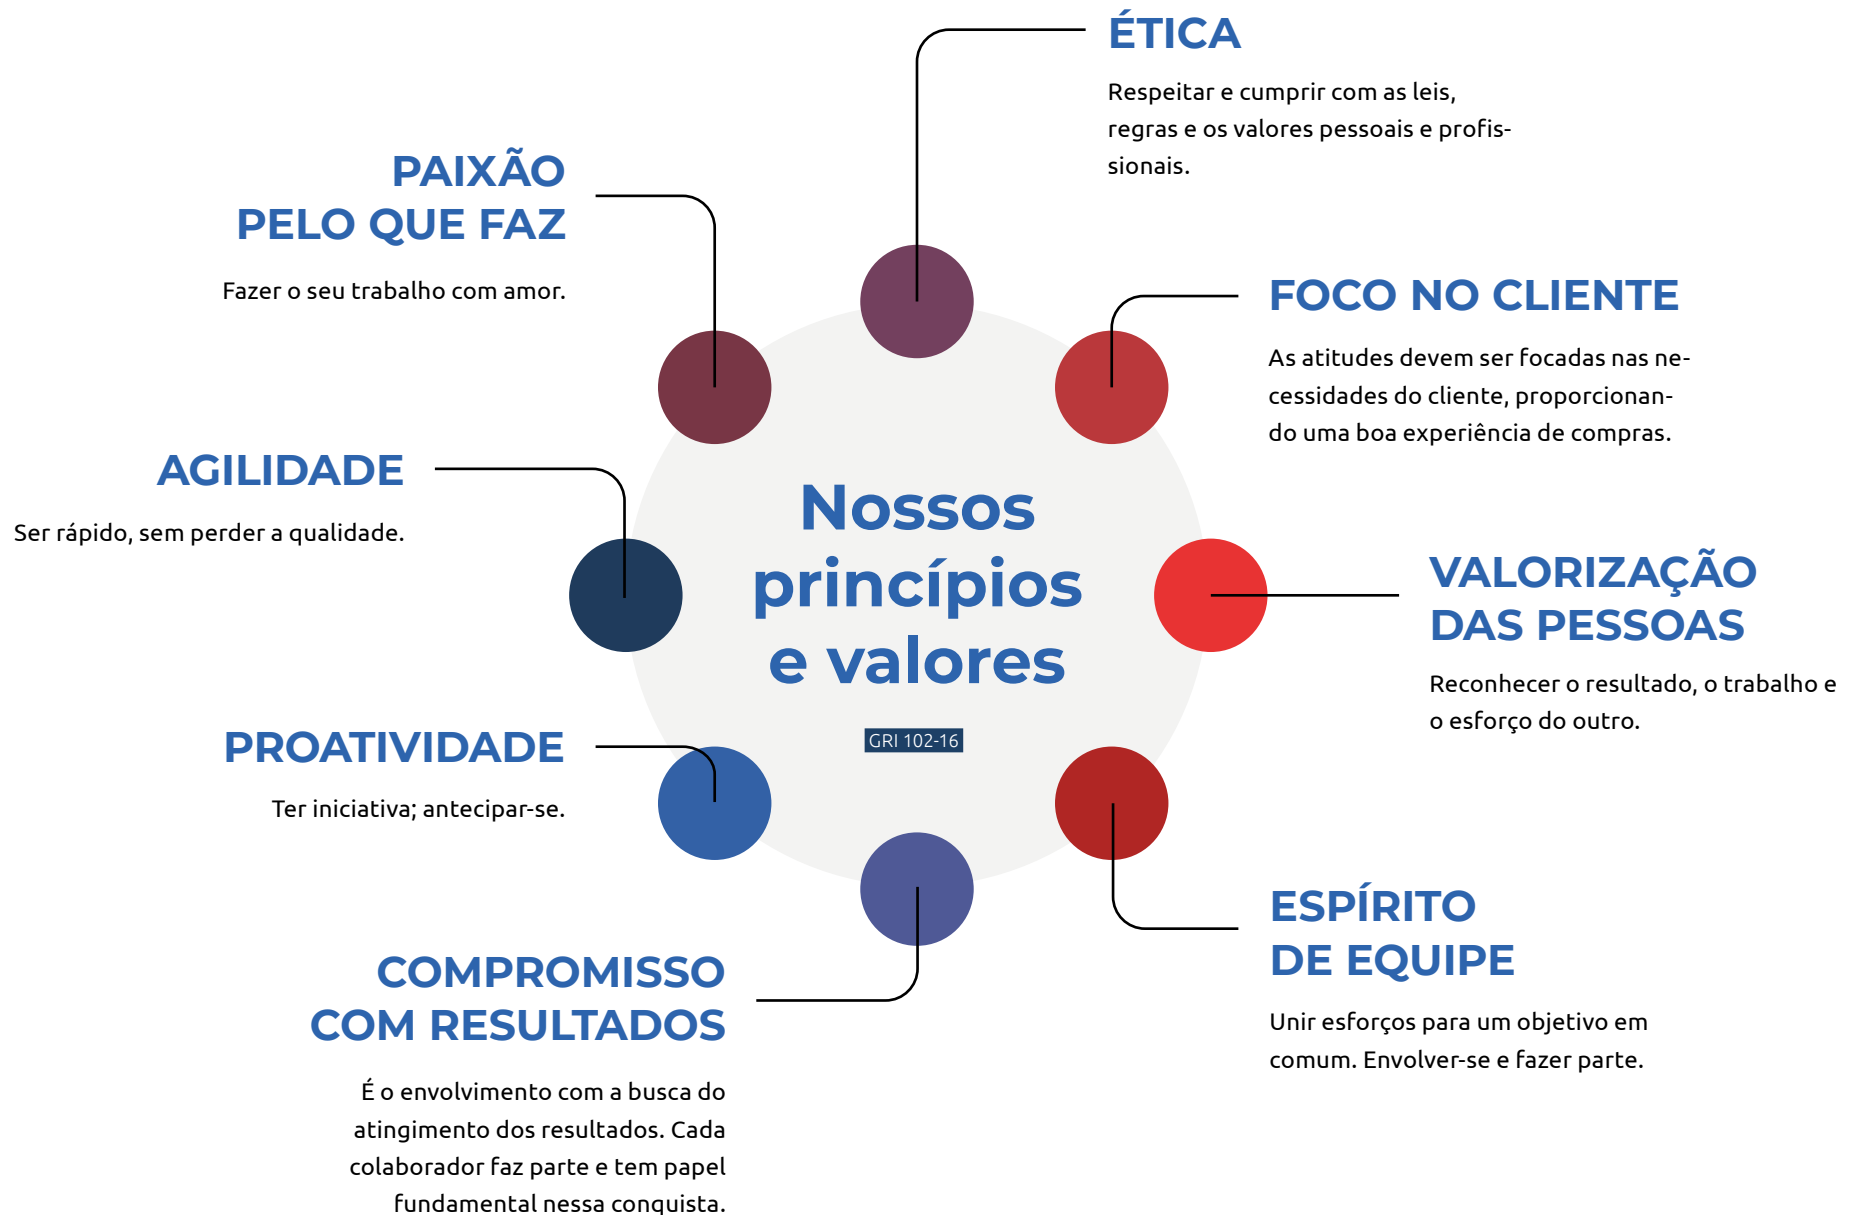 Nossos
princípios
e valores
GRI 102-16
ÉTICA
Respeitar e cumprir com as leis,
regras e os valores pessoais e profis-
sionais.
FOCO NO CLIENTE
As atitudes devem ser focadas nas ne-
cessidades do cliente, proporcionan-
do uma boa experiência de compras.
VALORIZAÇÃO
DAS PESSOAS
Reconhecer o resultado, o trabalho e
o esforço do outro.
ESPÍRITO
DE EQUIPE
Unir esforços para um objetivo em
comum. Envolver-se e fazer parte.
COMPROMISSO
COM RESULTADOS
É o envolvimento com a busca do
atingimento dos resultados. Cada
colaborador faz parte e tem papel
fundamental nessa conquista.
PROATIVIDADE
Ter iniciativa; antecipar-se.
AGILIDADE
Ser rápido, sem perder a qualidade.
PAIXÃO
PELO QUE FAZ
Fazer o seu trabalho com amor.